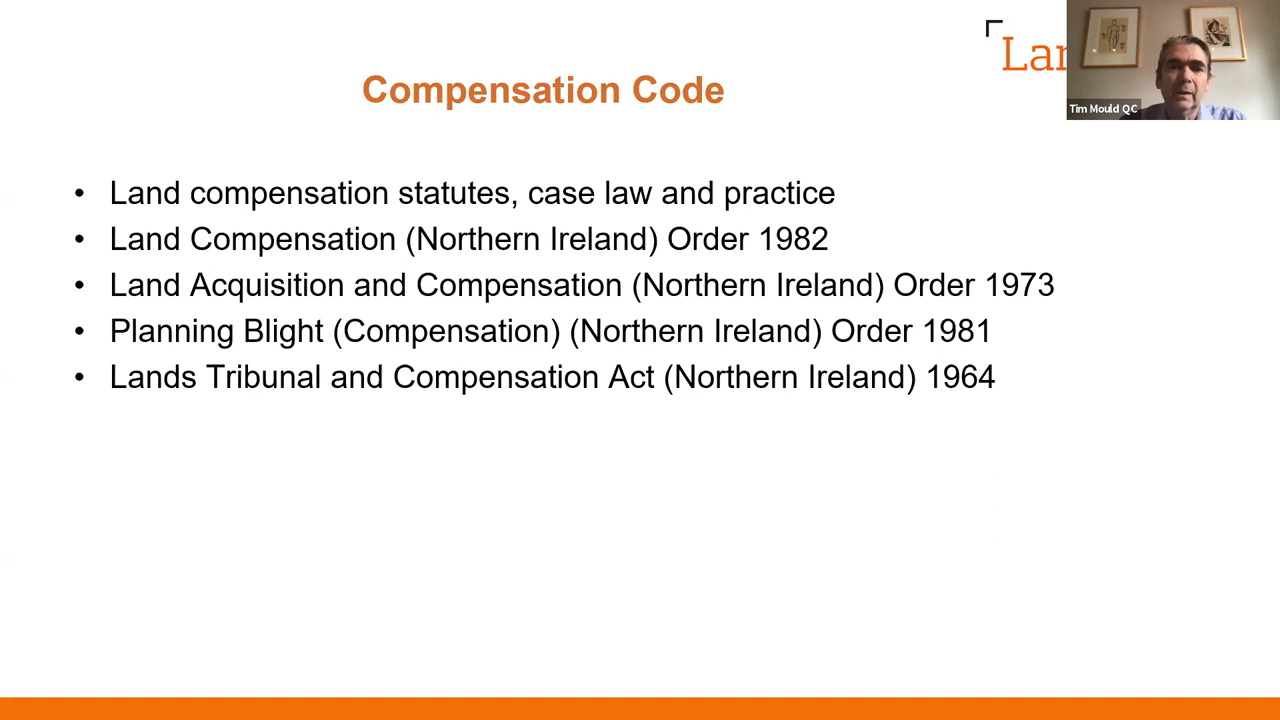 Compensation Code
Tim Mould QC
• Land compensation statutes, case law and practice
• Land Compensation (Northern Ireland) Order 1982
• Land Acquisition and Compensation (Northern Ireland) Order 1973
• Planning Blight (Compensation) (Northern Ireland) Order 1981
• Lands Tribunal and Compensation Act (Northern Ireland) 1964